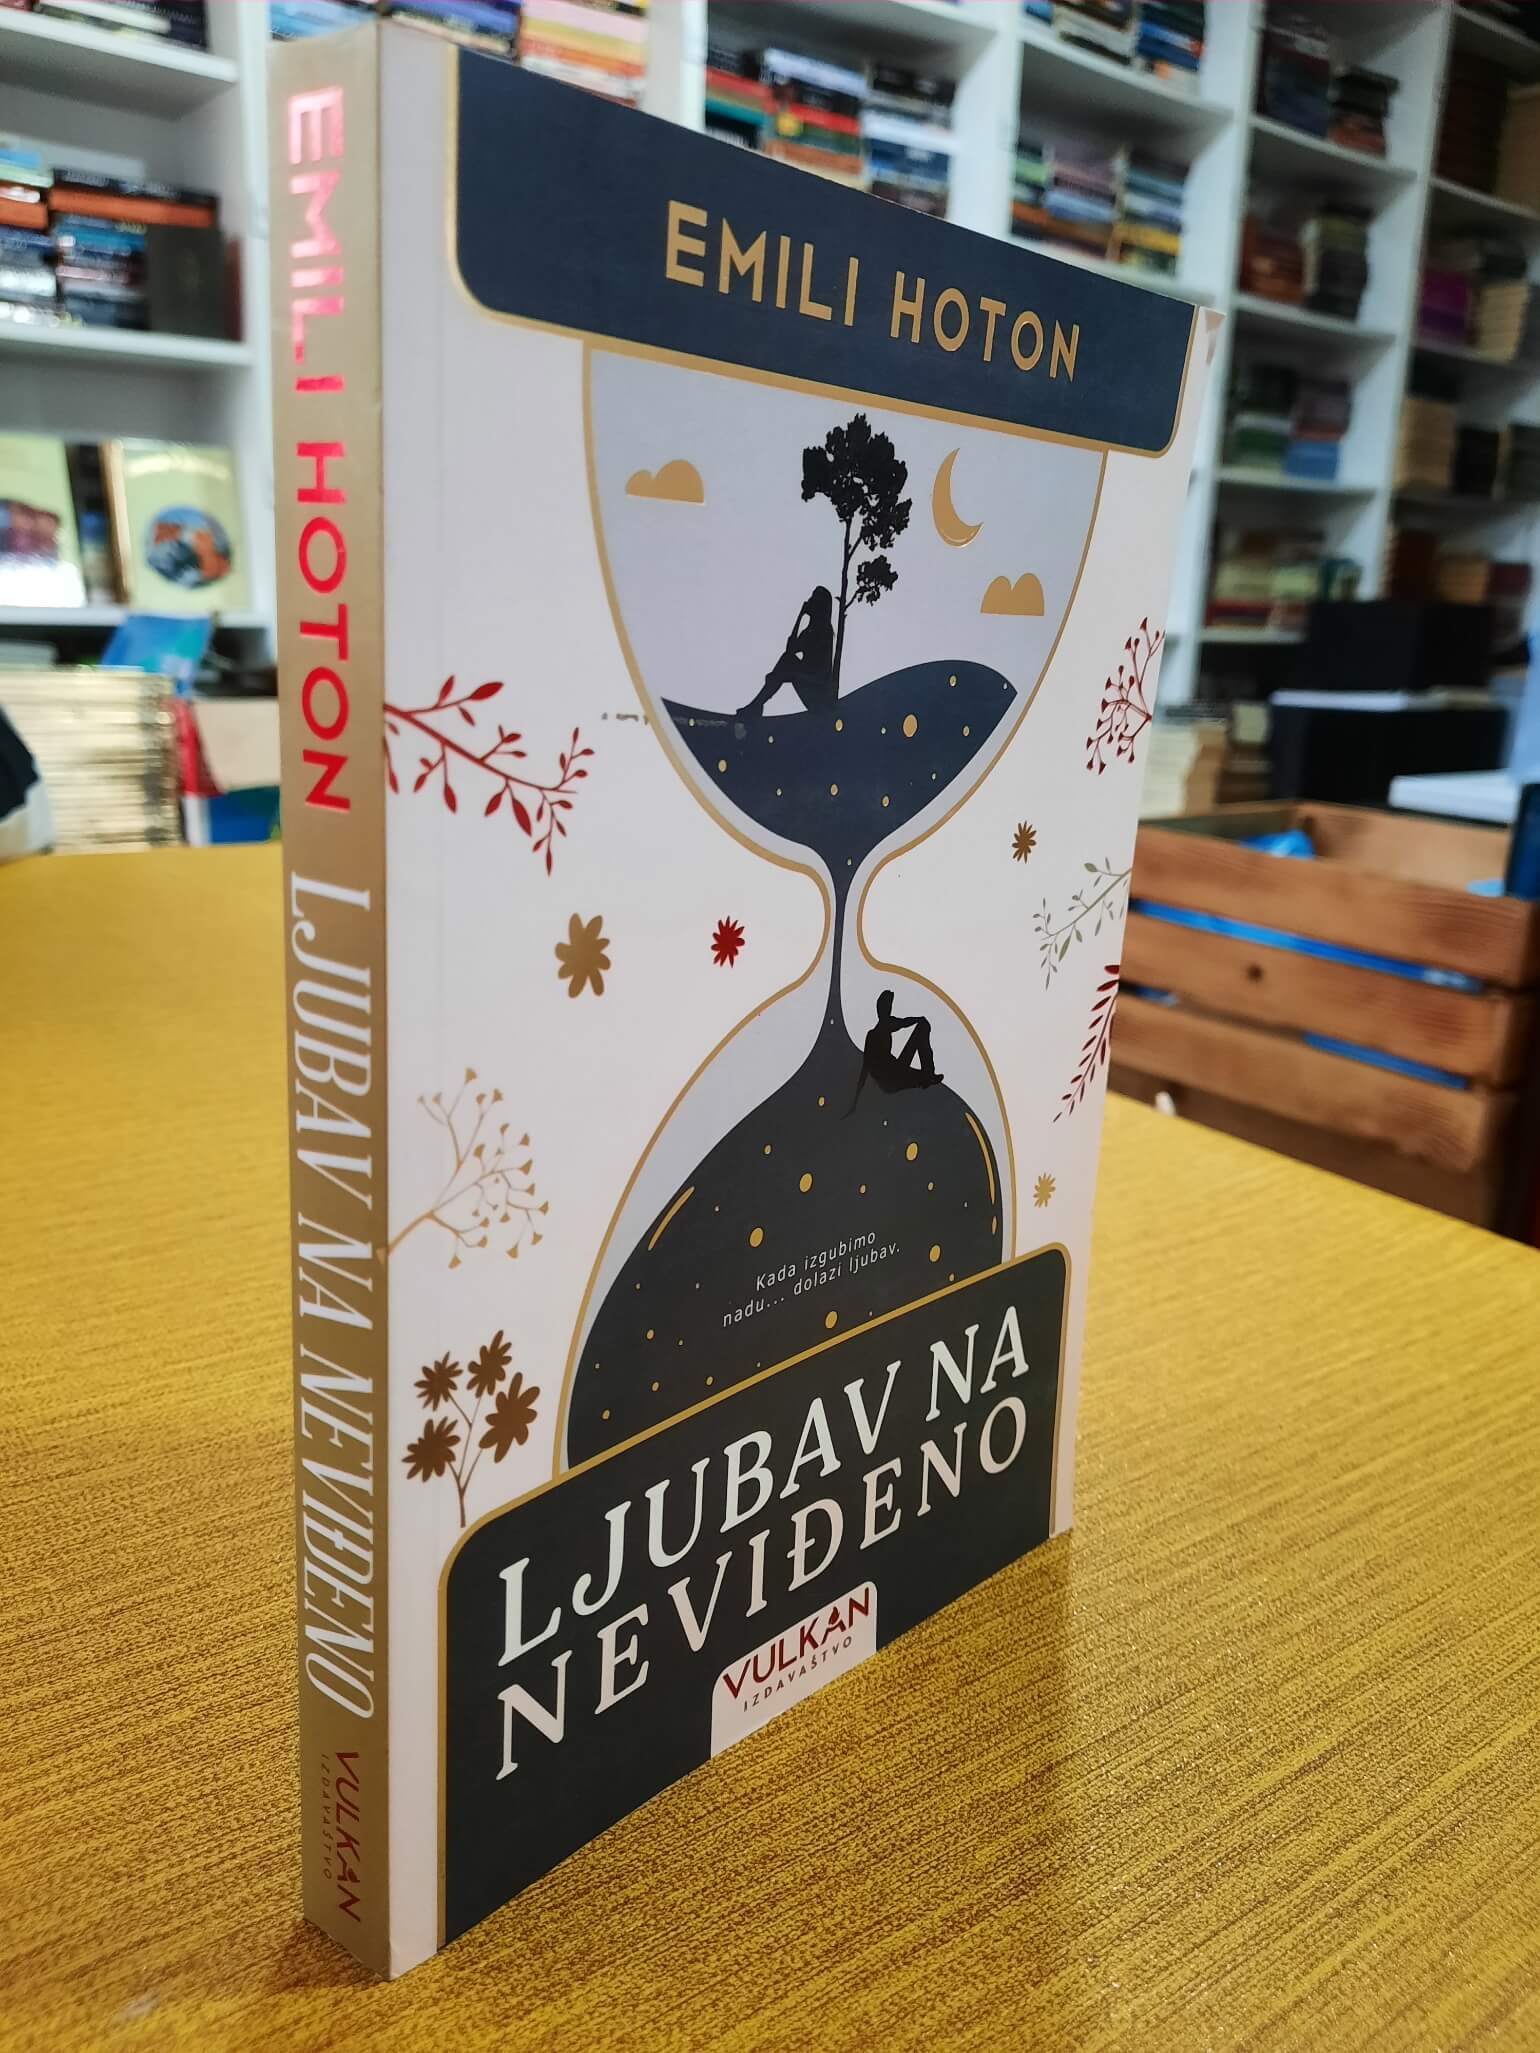 EMILI HOTON LJUBAV NA NEVIĐENO
VULKAN
IZDAVAŠTVO
EMILI HOTON
Kada izgubimo
nadu... dolazi ljubav.
LJUBAV NA
NEVIĐENO
VULKAN
IZDAVAŠTVO